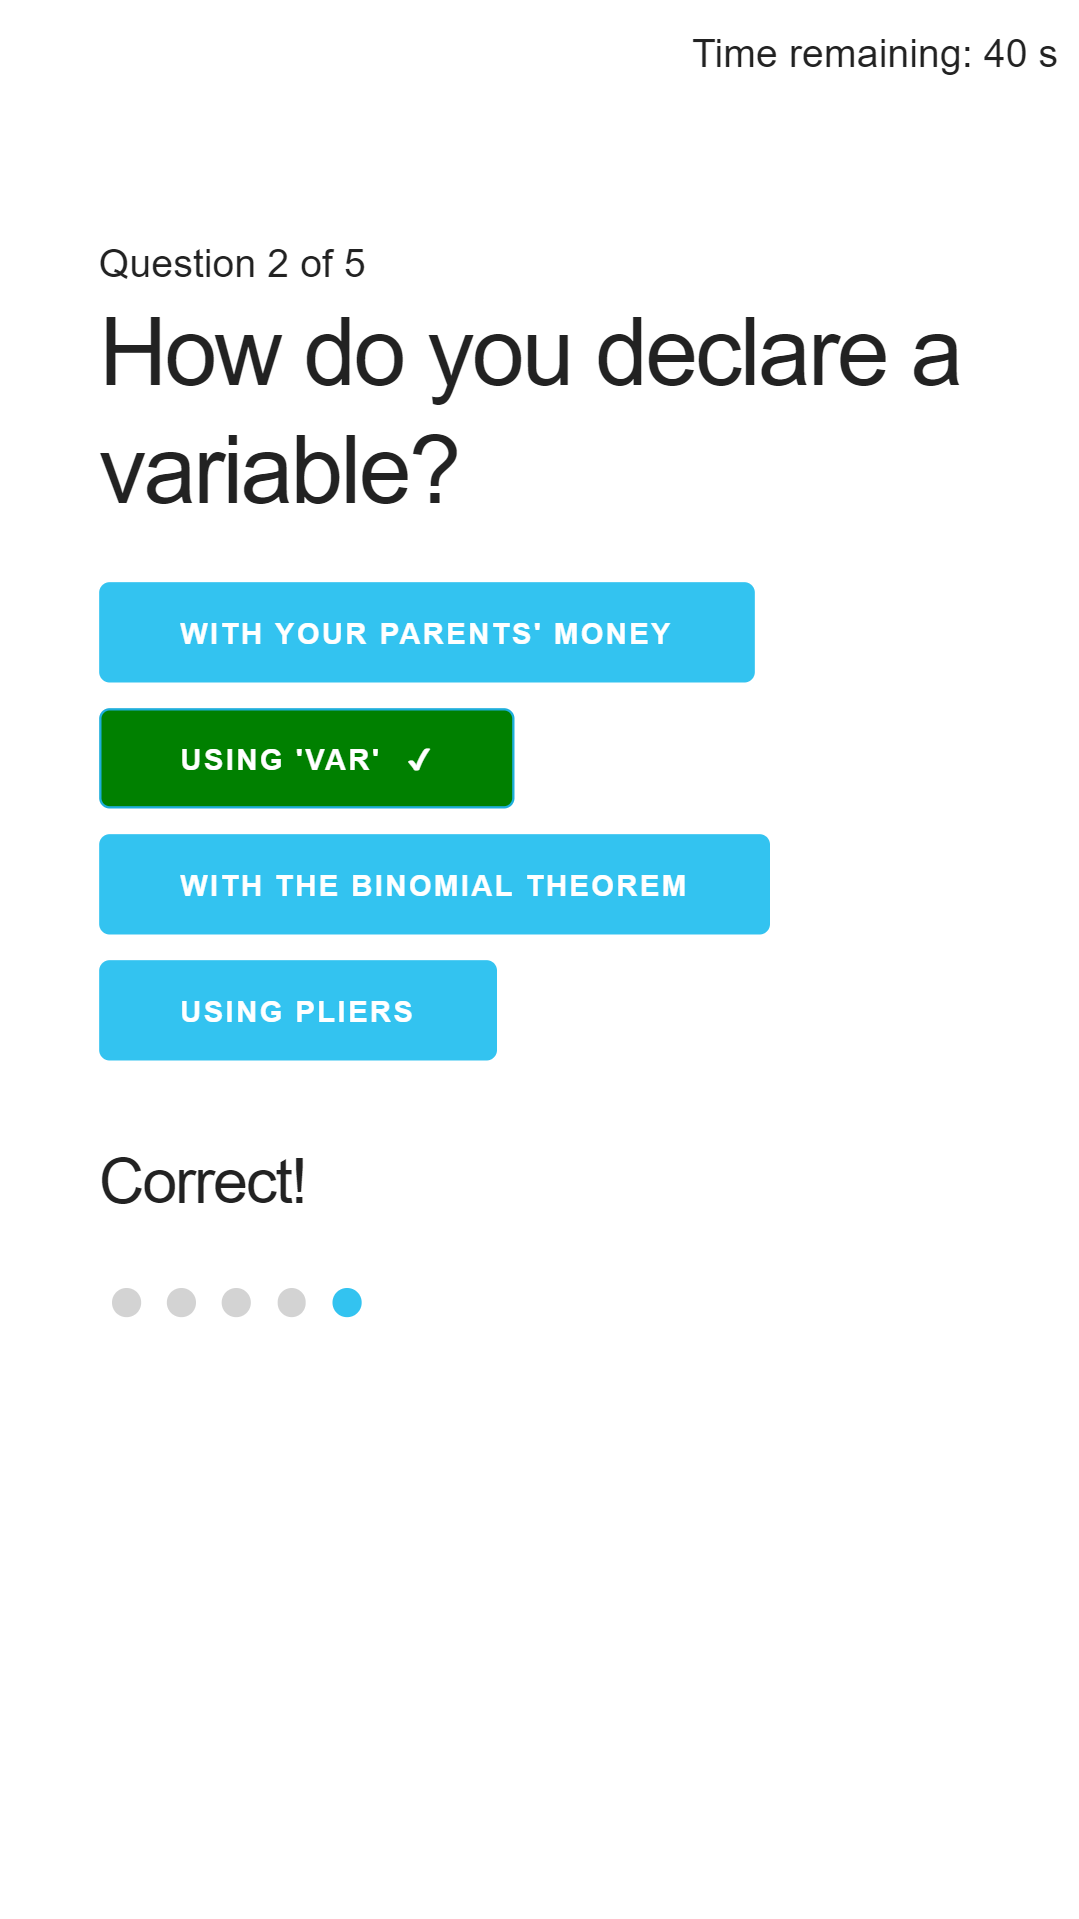 Time remaining: 40 s
Question 2 of 5
How do you declare a
variable?
WITH YOUR PARENTS' MONEY
USING 'VAR' ✓
WITH THE BINOMIAL THEOREM
USING PLIERS
Correct!